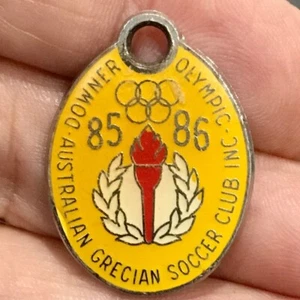 DOWNER OLYMPIC
85 86
AUSTRALIAN GRECIAN SOCCER CLUB INC.